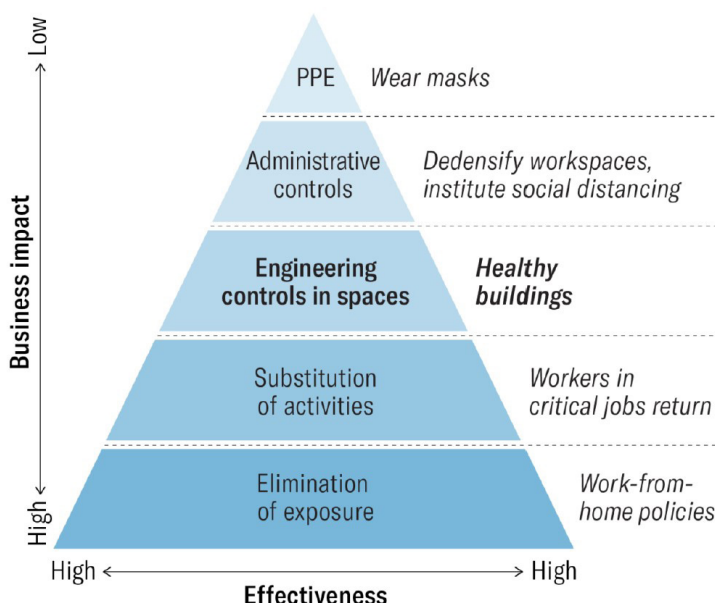 Low
Business impact
High
PPE
Wear masks
Administrative
controls
Dedensify workspaces,
institute social distancing
Engineering
controls in spaces
Healthy
buildings
Substitution
of activities
Workers in
critical jobs return
Elimination
of exposure
Work-from-
home policies
High
High
Effectiveness